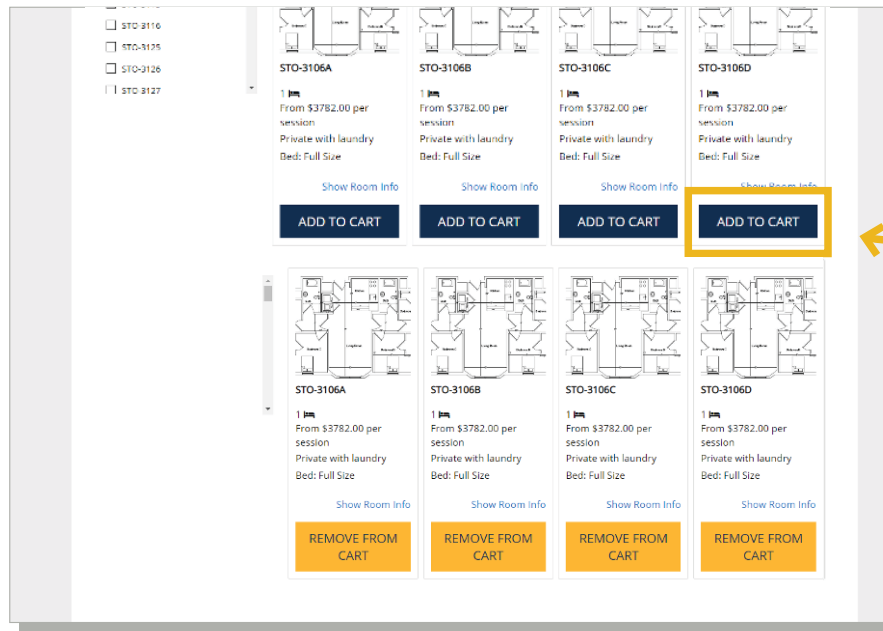 STO-3116
STO-3125
STO-3126
STO-3127
STO-3106A STO-3106B STO-3106C STO-3106D
1 1 1 1
From $3782.00 per From $3782.00 per From $3782.00 per From $3782.00 per
session session session session
Private with laundry Private with laundry Private with laundry Private with laundry
Bed: Full Size Bed: Full Size Bed: Full Size Bed: Full Size
Show Room Info Show Room Info Show Room Info Show Room Info
ADD TO CART ADD TO CART ADD TO CART ADD TO CART
STO-3106A STO-3106B STO-3106C STO-3106D
1 1 1 1
From $3782.00 per From $3782.00 per From $3782.00 per From $3782.00 per
session session session session
Private with laundry Private with laundry Private with laundry Private with laundry
Bed: Full Size Bed: Full Size Bed: Full Size Bed: Full Size
Show Room Info Show Room Info Show Room Info Show Room Info
REMOVE FROM REMOVE FROM REMOVE FROM REMOVE FROM
CART CART CART CART